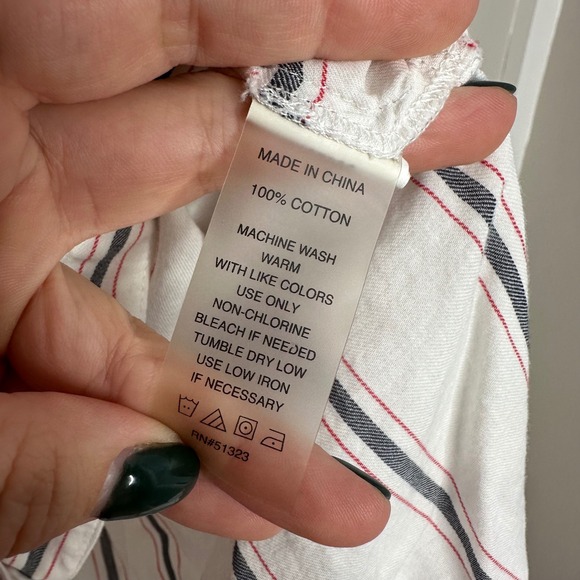 MADE IN CHINA
100% COTTON
MACHINE WASH
WARM
WITH LIKE COLORS
USE ONLY
NON-CHLORINE
BLEACH IF NEEDED
TUMBLE DRY LOW
USE LOW IRON
IF NECESSARY
RN#51323